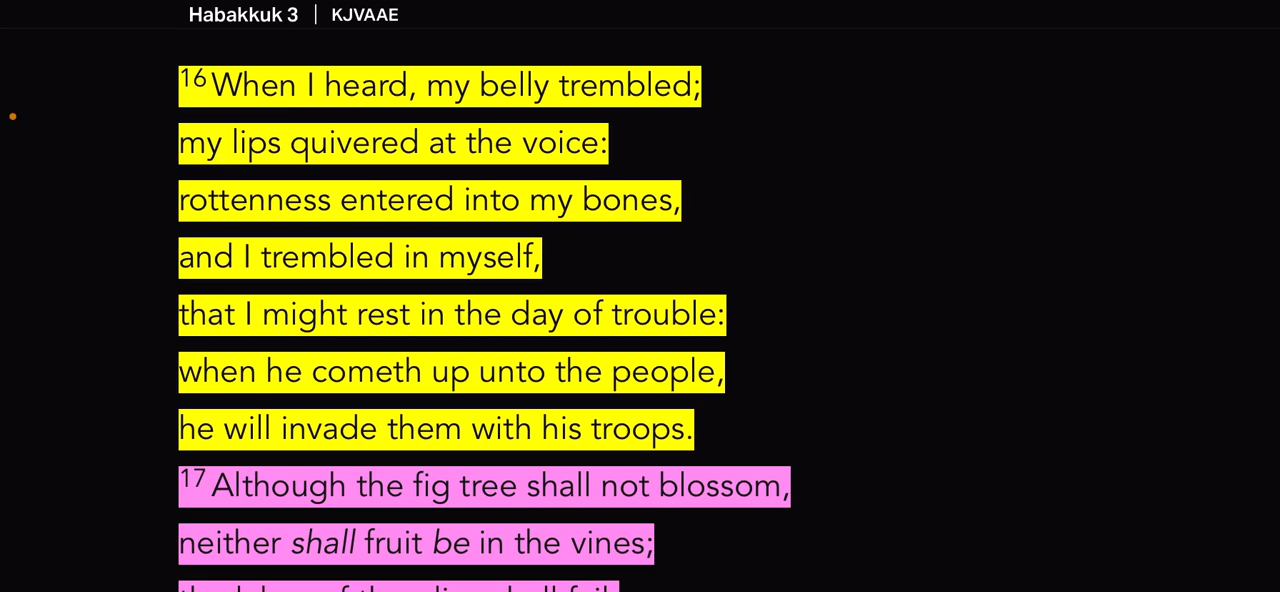 Habakkuk 3 | KJVAAE
16 When I heard, my belly trembled;
my lips quivered at the voice:
rottenness entered into my bones,
and I trembled in myself,
that I might rest in the day of trouble:
when he cometh up unto the people,
he will invade them with his troops.
17 Although the fig tree shall not blossom,
neither shall fruit be in the vines;